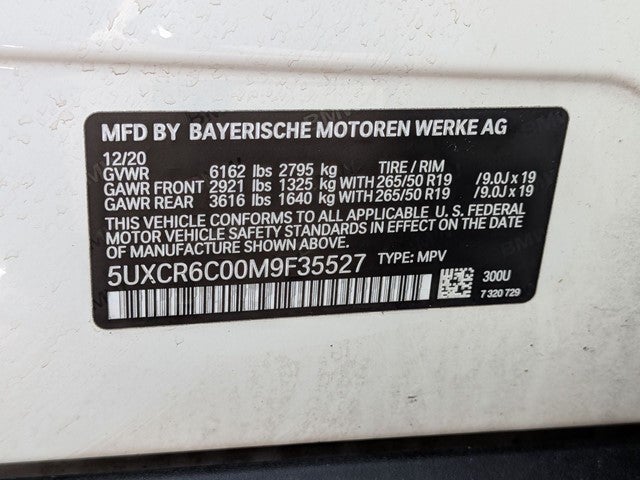 MFD BY BAYERISCHE MOTOREN WERKE AG
12/20
GVWR 6162 lbs 2795 kg TIRE / RIM
GAWR FRONT 2921 lbs 1325 kg WITH 265/50 R19 /9.0J x 19
GAWR REAR 3616 lbs 1640 kg WITH 265/50 R19 /9.0J x 19
THIS VEHICLE CONFORMS TO ALL APPLICABLE U. S. FEDERAL
MOTOR VEHICLE SAFETY STANDARDS IN EFFECT ON THE DATE
OF MANUFACTURE SHOWN ABOVE.
5UXCR6C00M9F35527 TYPE: MPV
300U
7 320 729